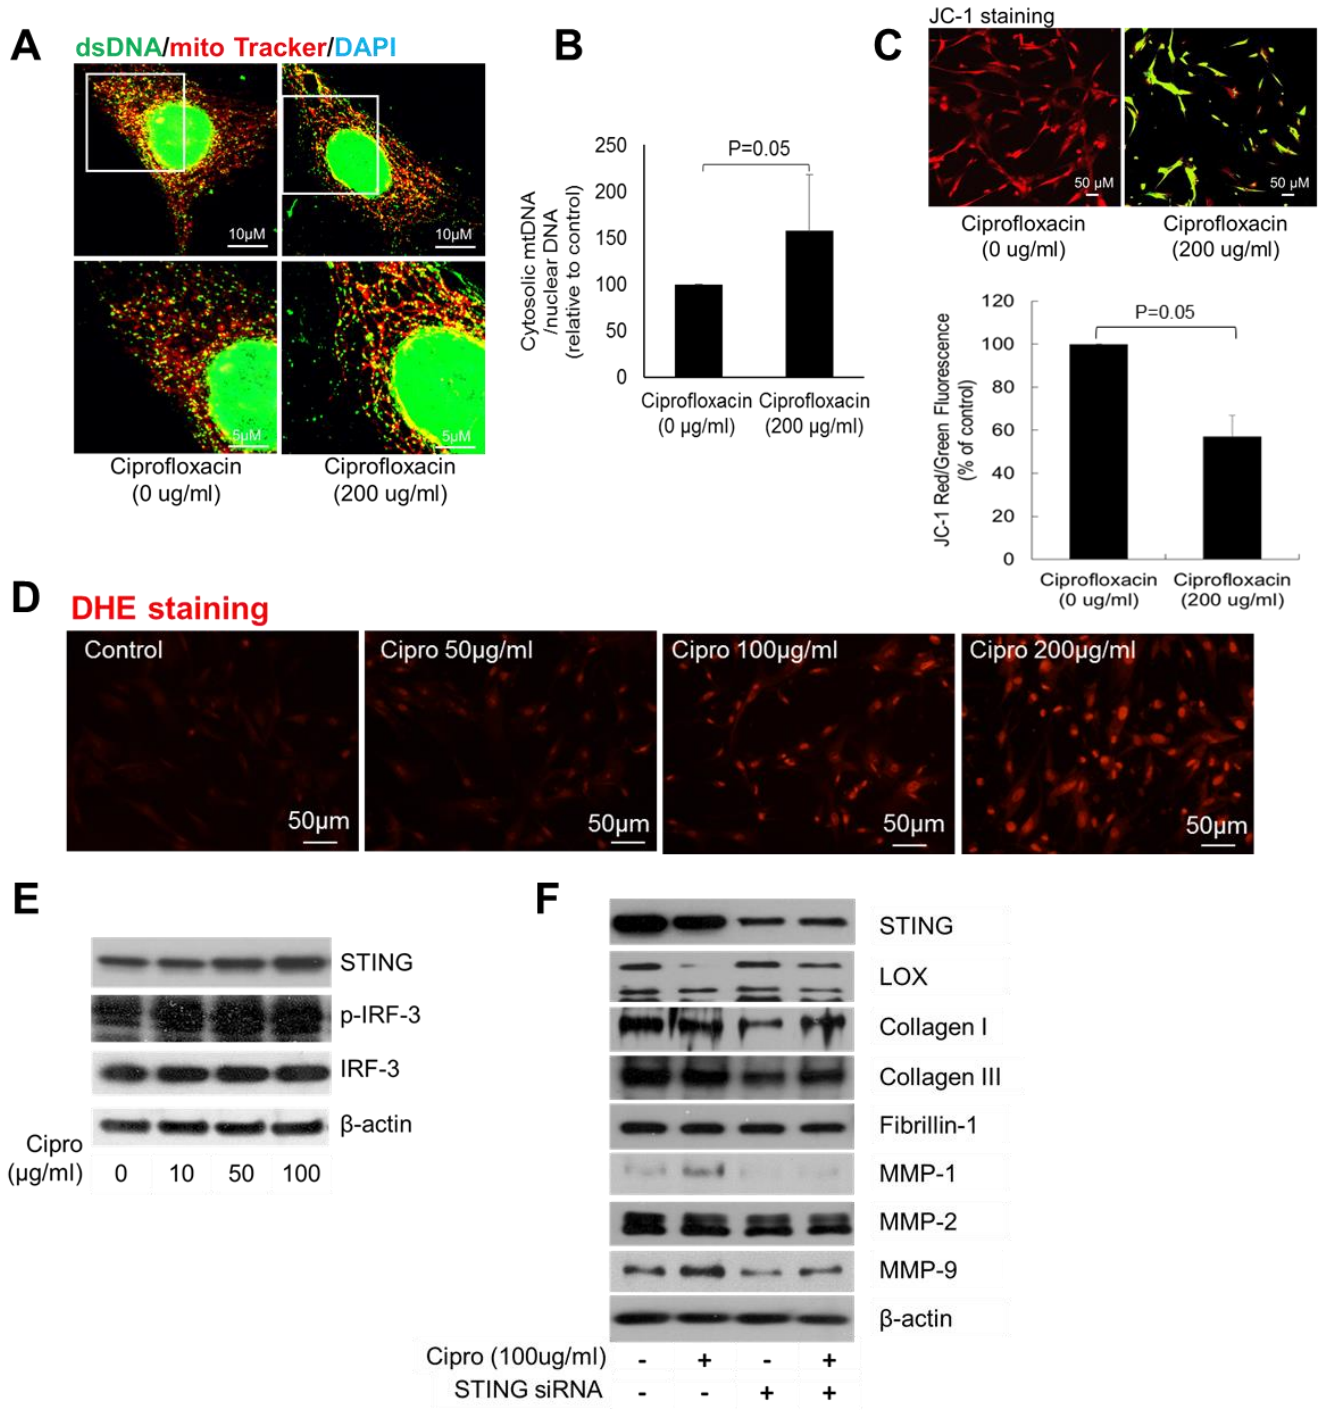 A
dsDNA/mito Tracker/DAPI
10µM
10µM
5µM
5µM
Ciprofloxacin
(0 ug/ml)
Ciprofloxacin
(200 ug/ml)
B
Cytosolic mtDNA
/nuclear DNA
(relative to control)
250
200
150
100
50
0
P=0.05
Ciprofloxacin
(0 µg/ml)
Ciprofloxacin
(200 µg/ml)
C
JC-1 staining
50 µM
50 µM
Ciprofloxacin
(0 ug/ml)
Ciprofloxacin
(200 ug/ml)
JC-1 Red/Green Fluorescence
(% of control)
120
100
80
60
40
20
0
P=0.05
Ciprofloxacin
(0 ug/ml)
Ciprofloxacin
(200 ug/ml)
D
DHE staining
Control
50µm
Cipro 50µg/ml
50µm
Cipro 100µg/ml
50µm
Cipro 200µg/ml
50µm
E
STING
p-IRF-3
IRF-3
β-actin
Cipro
(µg/ml)
0 10 50 100
F
STING
LOX
Collagen I
Collagen III
Fibrillin-1
MMP-1
MMP-2
MMP-9
β-actin
Cipro (100ug/ml) - + - +
STING siRNA - - + +